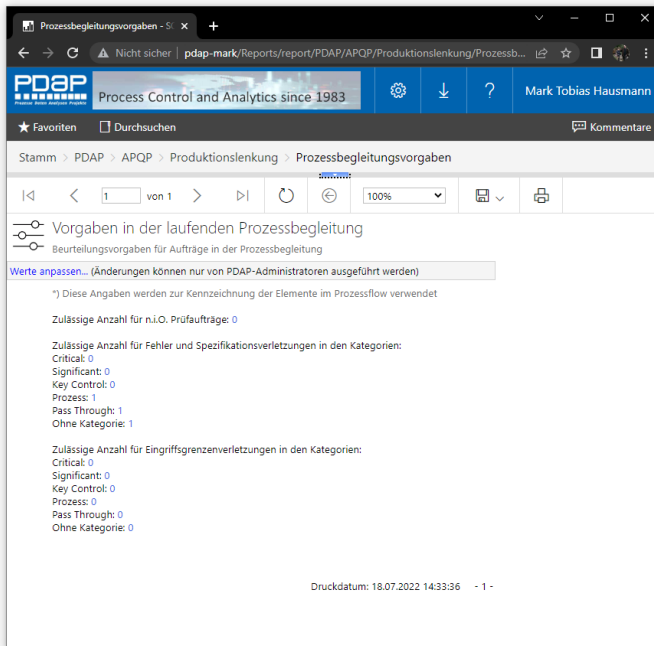 Prozessbegleitungsvorgaben - S
Nicht sicher | pdap-mark/Reports/report/PDAP/APQP/Produktionslenkung/Prozessb...
PDAP
Prozess Daten Analysen Projekte
Process Control and Analytics since 1983
?
Mark Tobias Hausmann
Favoriten
Durchsuchen
Kommentare
Stamm > PDAP > APQP > Produktionslenkung > Prozessbegleitungsvorgaben
1 von 1
100%
Vorgaben in der laufenden Prozessbegleitung
Beurteilungsvorgaben für Aufträge in der Prozessbegleitung
Werte anpassen... (Änderungen können nur von PDAP-Administratoren ausgeführt werden)
*) Diese Angaben werden zur Kennzeichnung der Elemente im Prozessflow verwendet
Zulässige Anzahl für n.i.O. Prüfaufträge: 0
Zulässige Anzahl für Fehler und Spezifikationsverletzungen in den Kategorien:
Critical: 0
Significant: 0
Key Control: 0
Prozess: 1
Pass Through: 1
Ohne Kategorie: 1
Zulässige Anzahl für Eingriffsgrenzenverletzungen in den Kategorien:
Critical: 0
Significant: 0
Key Control: 0
Prozess: 0
Pass Through: 0
Ohne Kategorie: 0
Druckdatum: 18.07.2022 14:33:36 - 1 -